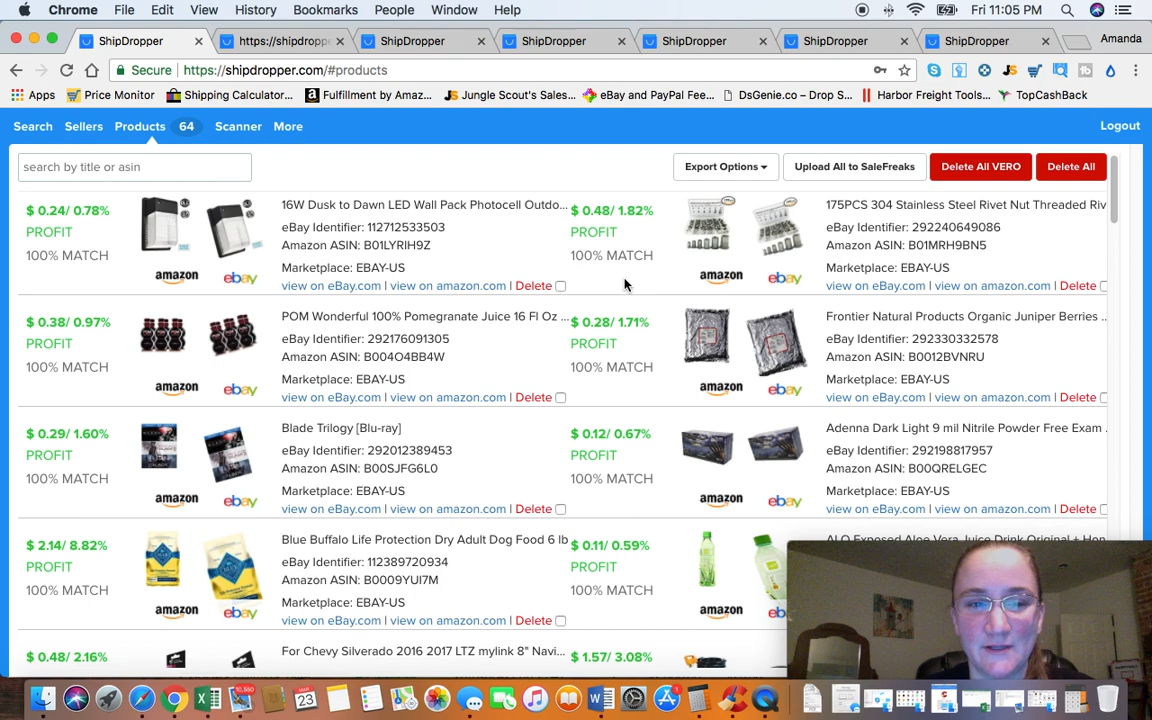 Chrome File Edit View History Bookmarks People Window Help Fri 11:05 PM
ShipDropper https://shipdropp ShipDropper ShipDropper ShipDropper ShipDropper ShipDropper Amanda
Secure https://shipdropper.com/#products
Apps Price Monitor Shipping Calculator... Fulfillment by Amaz... Jungle Scout's Sales... eBay and PayPal Fee... DsGenie.co – Drop S... Harbor Freight Tools... TopCashBack
Search Sellers Products 64 Scanner More Logout
search by title or asin Export Options Upload All to SaleFreaks Delete All VERO Delete All
$ 0.24/ 0.78%
PROFIT
100% MATCH
amazon ebay
16W Dusk to Dawn LED Wall Pack Photocell Outdo...
eBay Identifier: 112712533503
Amazon ASIN: B01LYRIH9Z
Marketplace: EBAY-US
view on eBay.com | view on amazon.com | Delete
$ 0.48/ 1.82%
PROFIT
100% MATCH
amazon ebay
175PCS 304 Stainless Steel Rivet Nut Threaded Riv
eBay Identifier: 292240649086
Amazon ASIN: B01MRH9BN5
Marketplace: EBAY-US
view on eBay.com | view on amazon.com | Delete
$ 0.38/ 0.97%
PROFIT
100% MATCH
amazon ebay
POM Wonderful 100% Pomegranate Juice 16 Fl Oz ...
eBay Identifier: 292176091305
Amazon ASIN: B004O4BB4W
Marketplace: EBAY-US
view on eBay.com | view on amazon.com | Delete
$ 0.28/ 1.71%
PROFIT
100% MATCH
amazon ebay
Frontier Natural Products Organic Juniper Berries ...
eBay Identifier: 292330332578
Amazon ASIN: B0012BVNRU
Marketplace: EBAY-US
view on eBay.com | view on amazon.com | Delete
$ 0.29/ 1.60%
PROFIT
100% MATCH
amazon ebay
Blade Trilogy [Blu-ray]
eBay Identifier: 292012389453
Amazon ASIN: B00SJFG6L0
Marketplace: EBAY-US
view on eBay.com | view on amazon.com | Delete
$ 0.12/ 0.67%
PROFIT
100% MATCH
amazon ebay
Adenna Dark Light 9 mil Nitrile Powder Free Exam
eBay Identifier: 292198817957
Amazon ASIN: B00QRELGEC
Marketplace: EBAY-US
view on eBay.com | view on amazon.com | Delete
$ 2.14/ 8.82%
PROFIT
100% MATCH
amazon ebay
Blue Buffalo Life Protection Dry Adult Dog Food 6 lb
eBay Identifier: 112389720934
Amazon ASIN: B0009YUI7M
Marketplace: EBAY-US
view on eBay.com | view on amazon.com | Delete
$ 0.11/ 0.59%
PROFIT
100% MATCH
amazon
ALO Exposed Aloe Vera Juice Drink Original + Hon
$ 0.48/ 2.16%
For Chevy Silverado 2016 2017 LTZ mylink 8" Navi...
$ 1.57/ 3.08%